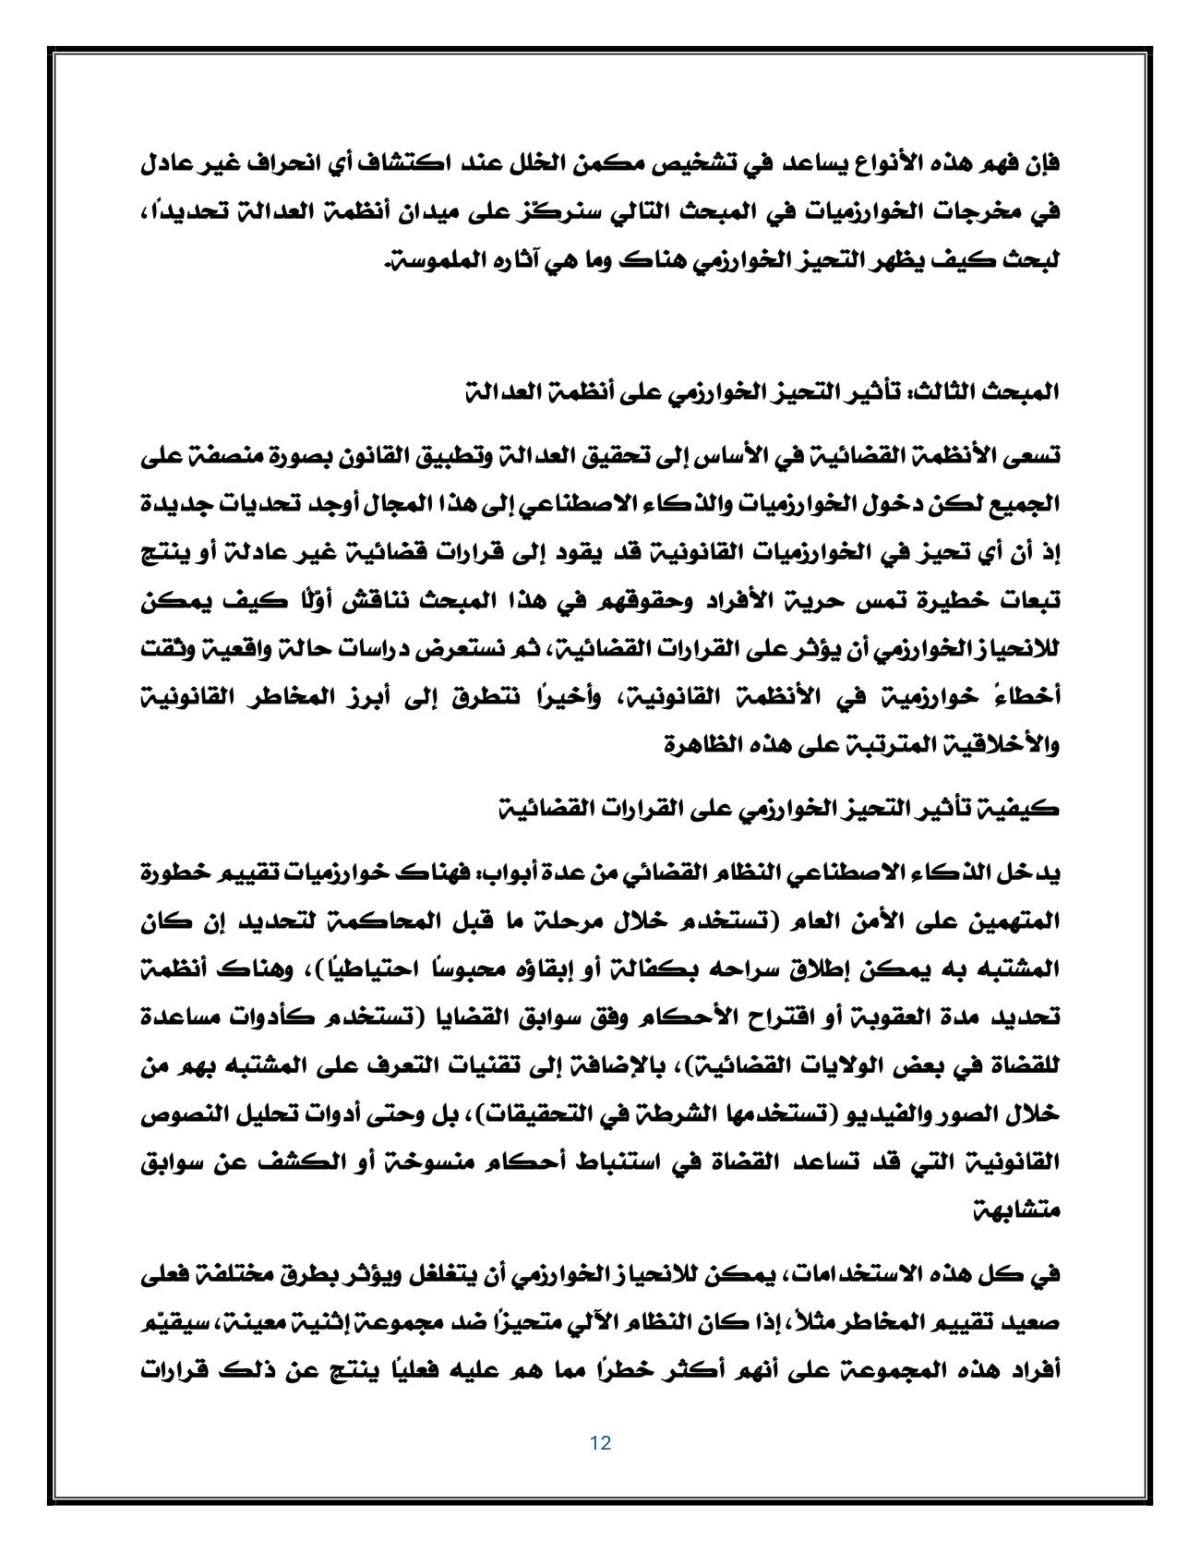 فإن فهم هذه الأنواع يساعد في تشخيص مكمن الخلل عند اكتشاف أي انحراف غير عادل
في مخرجات الخوارزميات في المبحث التالي سنركّز على ميدان أنظمة العدالة تحديدًا،
لبحث كيف يظهر التحيز الخوارزمي هناك وما هي آثاره الملموسة.
المبحث الثالث: تأثير التحيز الخوارزمي على أنظمة العدالة
تسعى الأنظمة القضائية في الأساس إلى تحقيق العدالة وتطبيق القانون بصورة منصفة على
الجميع لكن دخول الخوارزميات والذكاء الاصطناعي إلى هذا المجال أوجد تحديات جديدة
إذ أن أي تحيز في الخوارزميات القانونية قد يقود إلى قرارات قضائية غير عادلة أو ينتج
تبعات خطيرة تمس حرية الأفراد وحقوقهم في هذا المبحث نناقش أوّلًا كيف يمكن
للانحياز الخوارزمي أن يؤثر على القرارات القضائية، ثم نستعرض دراسات حالة واقعية وثقت
أخطاءً خوارزمية في الأنظمة القانونية، وأخيرًا نتطرق إلى أبرز المخاطر القانونية
والأخلاقية المترتبة على هذه الظاهرة
كيفية تأثير التحيز الخوارزمي على القرارات القضائية
يدخل الذكاء الاصطناعي النظام القضائي من عدة أبواب: فهناك خوارزميات تقييم خطورة
المتهمين على الأمن العام (تستخدم خلال مرحلة ما قبل المحاكمة لتحديد إن كان
المشتبه به يمكن إطلاق سراحه بكفالة أو إبقاؤه محبوسًا احتياطيًا)، وهناك أنظمة
تحديد مدة العقوبة أو اقتراح الأحكام وفق سوابق القضايا (تستخدم كأدوات مساعدة
للقضاة في بعض الولايات القضائية)، بالإضافة إلى تقنيات التعرف على المشتبه بهم من
خلال الصور والفيديو (تستخدمها الشرطة في التحقيقات)، بل وحتى أدوات تحليل النصوص
القانونية التي قد تساعد القضاة في استنباط أحكام منسوخة أو الكشف عن سوابق
متشابهة
في كل هذه الاستخدامات، يمكن للانحياز الخوارزمي أن يتغلغل ويؤثر بطرق مختلفة فعلى
صعيد تقييم المخاطر مثلاً، إذا كان النظام الآلي متحيزًا ضد مجموعة إثنية معينة، سيقيّم
أفراد هذه المجموعة على أنهم أكثر خطرًا مما هم عليه فعليًا ينتج عن ذلك قرارات
12